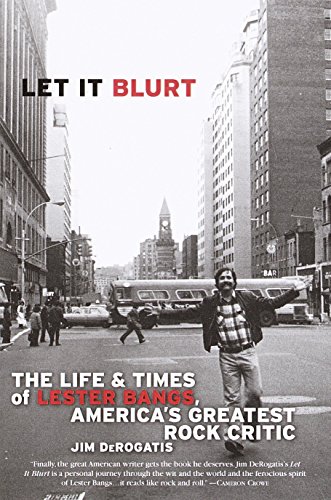 LET IT BLURT
BAR
THE LIFE & TIMES
of LESTER BANGS,
AMERICA'S GREATEST
ROCK CRITIC
JIM DEROGATIS
"Finally, the great American writer gets the book he deserves. Jim DeRogatis's Let
It Blurt is a personal journey through the wit and the world and the ferocious spirit
of Lester Bangs...it reads like rock and roll." —CAMERON CROWE